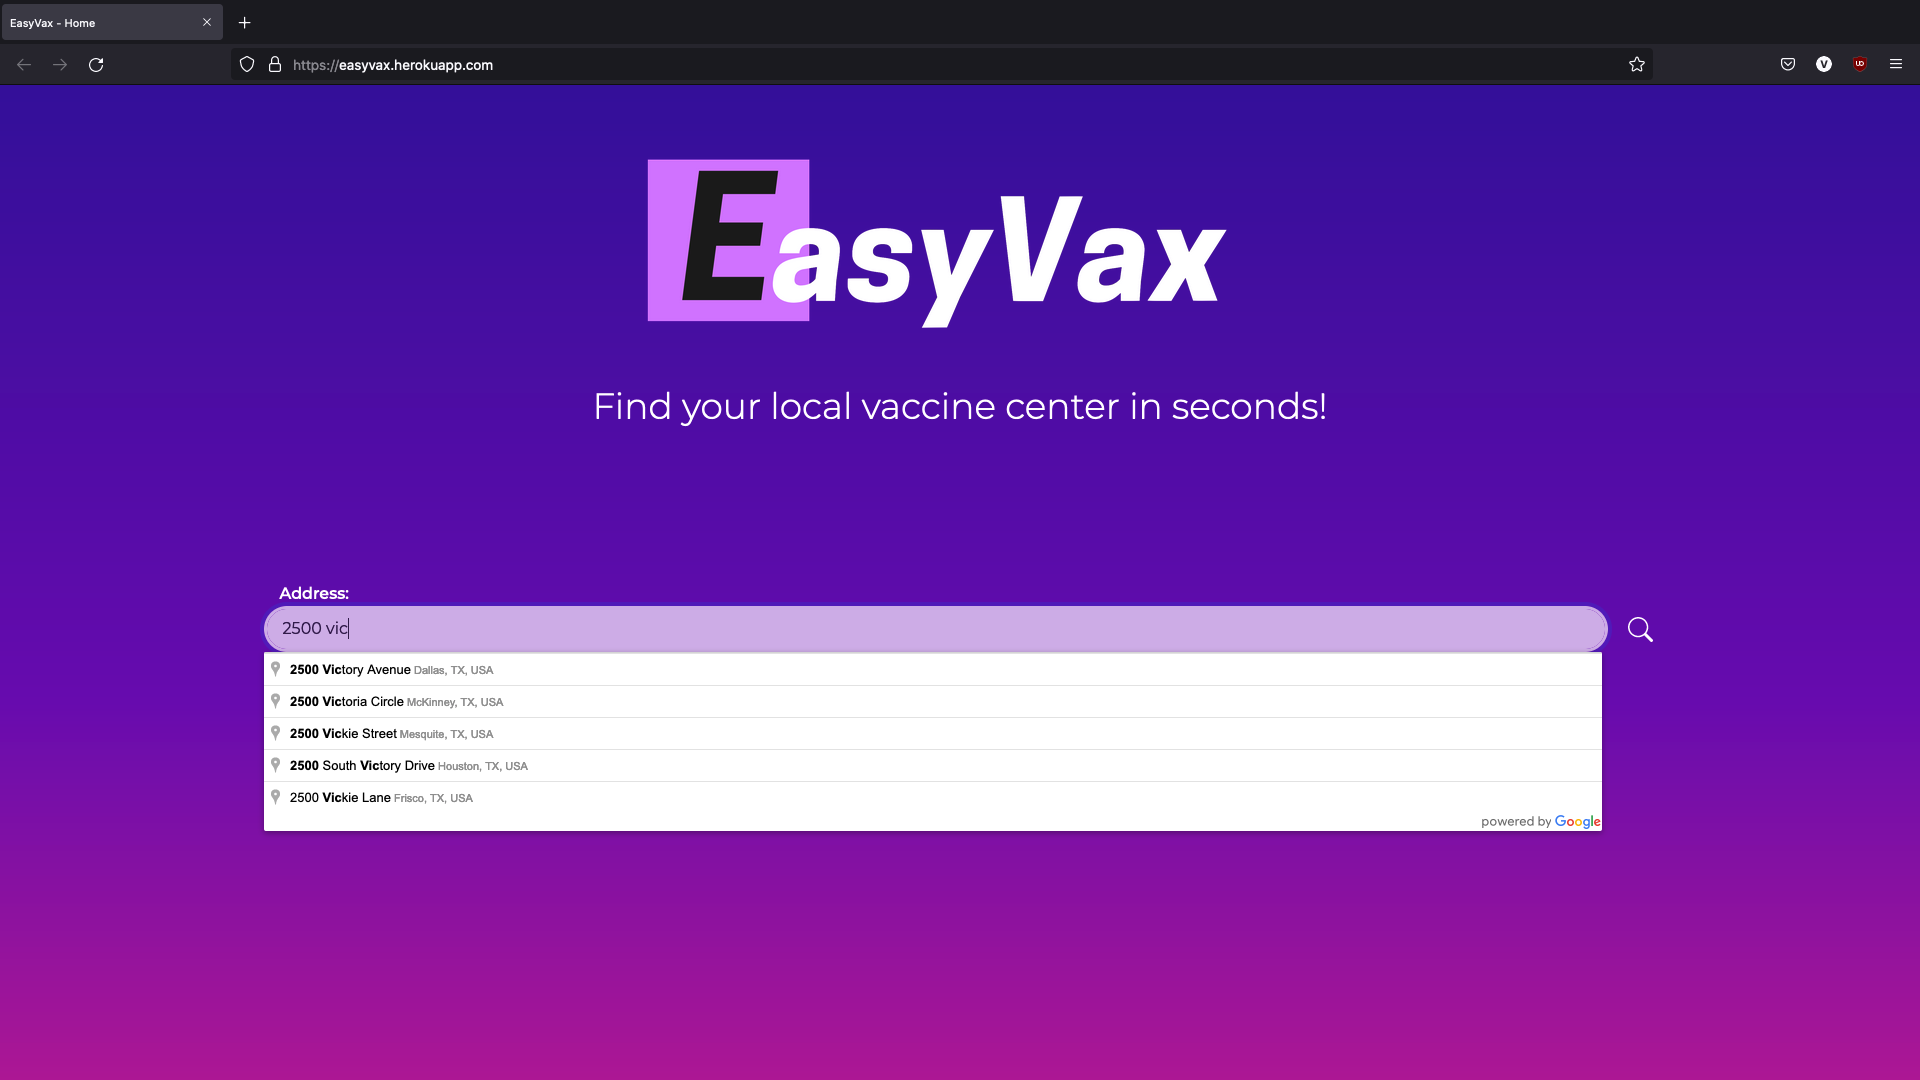 EasyVax - Home
https://easyvax.herokuapp.com
V
UD
EasyVax
Find your local vaccine center in seconds!
Address:
2500 vic
2500 Victory Avenue Dallas, TX, USA
2500 Victoria Circle McKinney, TX, USA
2500 Vickie Street Mesquite, TX, USA
2500 South Victory Drive Houston, TX, USA
2500 Vickie Lane Frisco, TX, USA
powered by Google